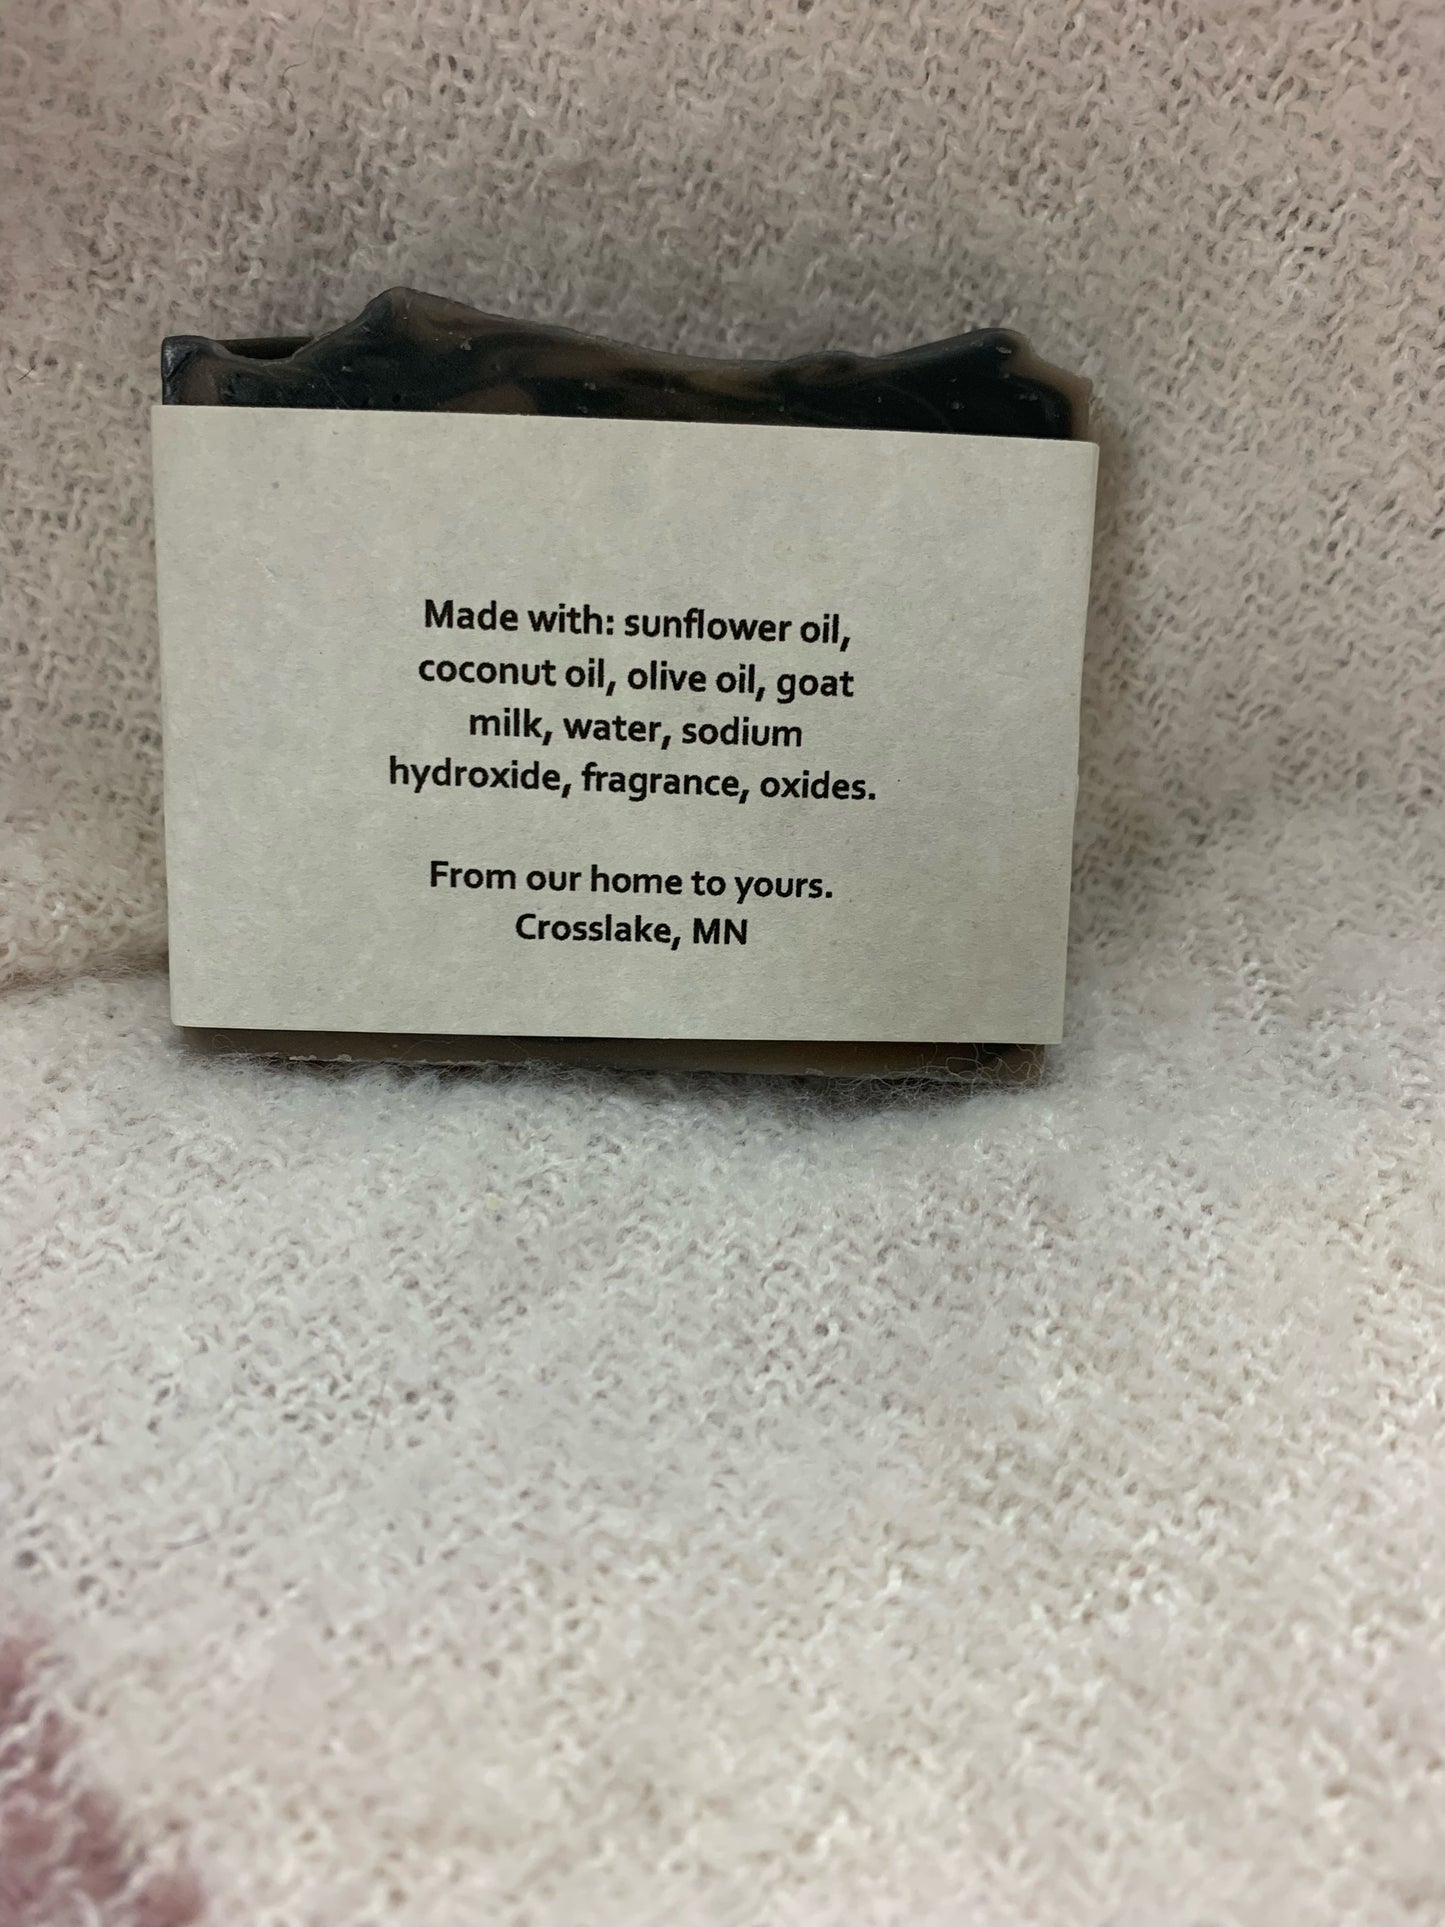 Made with: sunflower oil,
coconut oil, olive oil, goat
milk, water, sodium
hydroxide, fragrance, oxides.
From our home to yours.
Crosslake, MN